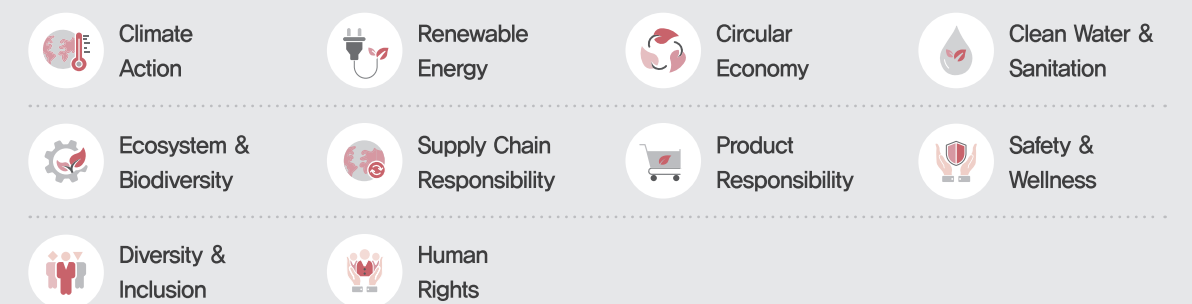 Climate
Action
Renewable
Energy
Circular
Economy
Clean Water &
Sanitation
Ecosystem &
Biodiversity
Supply Chain
Responsibility
Product
Responsibility
Safety &
Wellness
Diversity &
Inclusion
Human
Rights